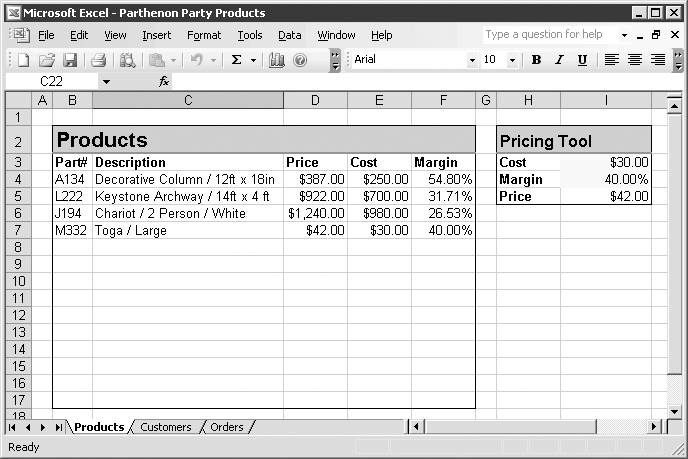 Microsoft Excel - Parthenon Party Products
File Edit View Insert Format Tools Data Window Help Type a question for help
Σ Arial 10 B I U
C22 fx
A B C D E F G H I
1
2 Products Pricing Tool
3 Part# Description Price Cost Margin Cost $30.00
4 A134 Decorative Column / 12ft x 18in $387.00 $250.00 54.80% Margin 40.00%
5 L222 Keystone Archway / 14ft x 4 ft $922.00 $700.00 31.71% Price $42.00
6 J194 Chariot / 2 Person / White $1,240.00 $980.00 26.53%
7 M332 Toga / Large $42.00 $30.00 40.00%
8
9
10
11
12
13
14
15
16
17
18
Products Customers Orders
Ready